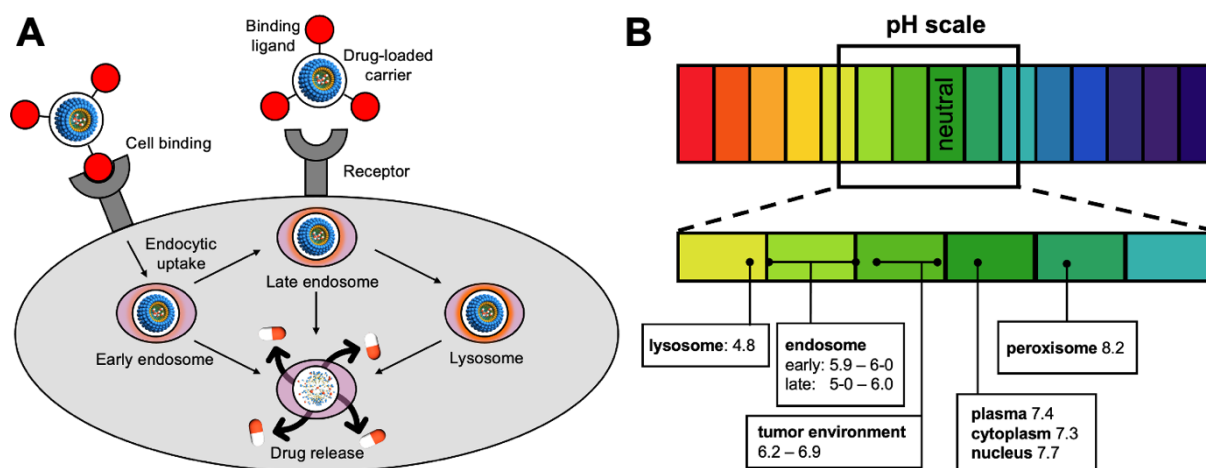 A
Binding
ligand
Drug-loaded
carrier
Cell binding
Receptor
Endocytic
uptake
Late endosome
Early endosome
Lysosome
Drug release
B
pH scale
neutral
lysosome: 4.8
endosome
early: 5.9 – 6-0
late: 5-0 – 6.0
tumor environment
6.2 – 6.9
peroxisome 8.2
plasma 7.4
cytoplasm 7.3
nucleus 7.7